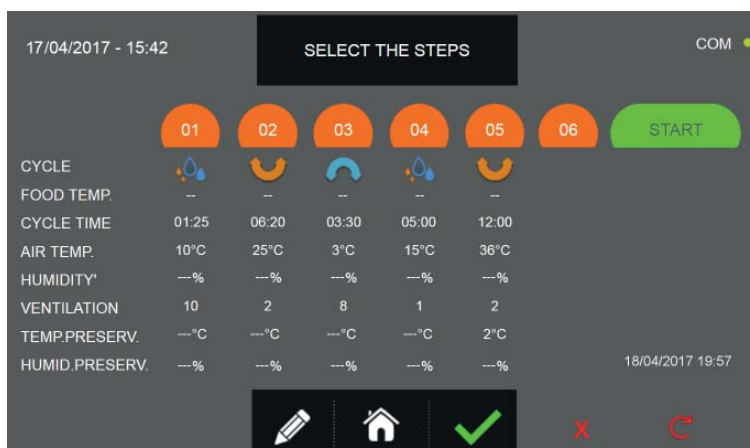 17/04/2017 - 15:42
SELECT THE STEPS
COM
01 02 03 04 05 06 START
CYCLE
FOOD TEMP. -- -- -- -- --
CYCLE TIME 01:25 06:20 03:30 05:00 12:00
AIR TEMP. 10°C 25°C 3°C 15°C 36°C
HUMIDITY' ---% ---% ---% ---% ---%
VENTILATION 10 2 8 1 2
TEMP.PRESERV. ---°C ---°C ---°C ---°C 2°C
HUMID.PRESERV. ---% ---% ---% ---% ---%
18/04/2017 19:57
X